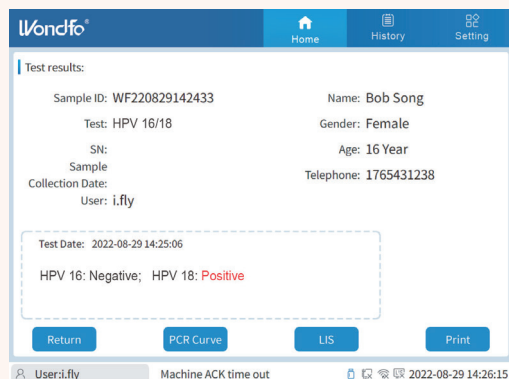 Wondfo®
Home
History
Setting
Test results:
Sample ID: WF220829142433
Name: Bob Song
Test: HPV 16/18
Gender: Female
SN:
Age: 16 Year
Sample
Collection Date:
Telephone: 1765431238
User: i.fly
Test Date: 2022-08-29 14:25:06
HPV 16: Negative; HPV 18: Positive
Return
PCR Curve
LIS
Print
User:i.fly
Machine ACK time out
2022-08-29 14:26:15